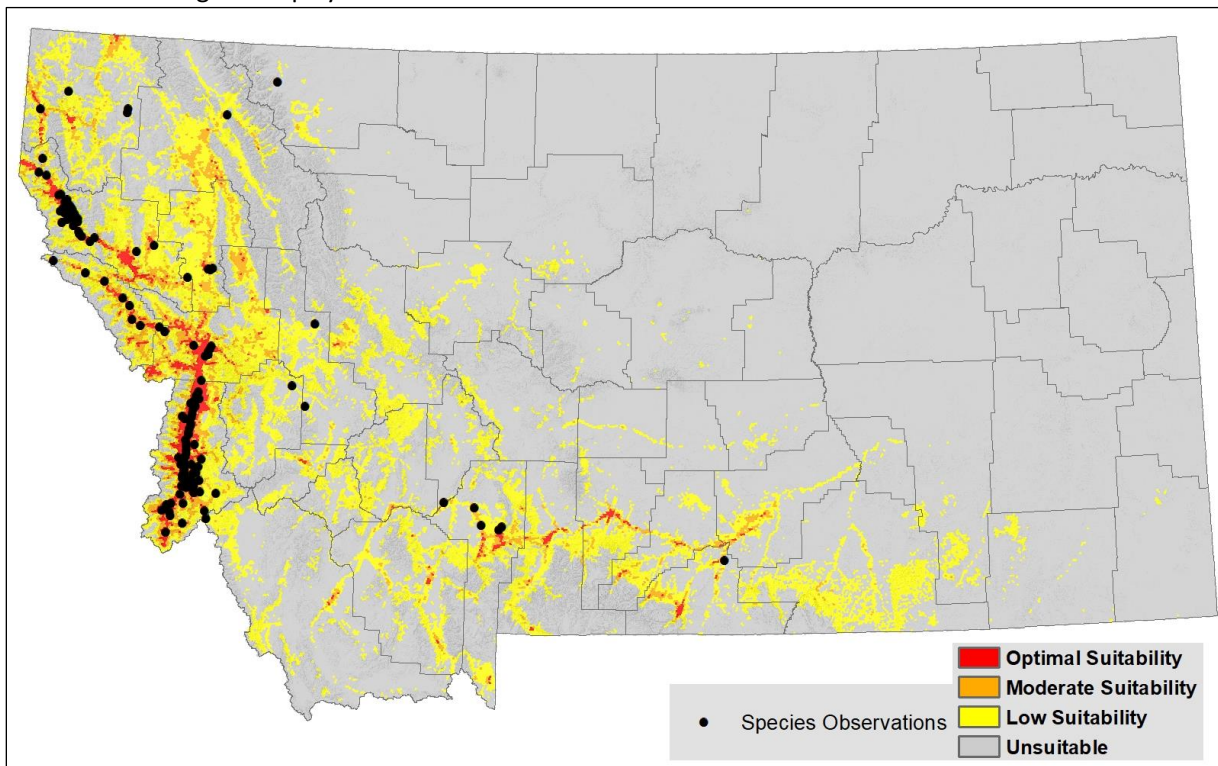 Optimal Suitability
Moderate Suitability
Species Observations
Low Suitability
Unsuitable